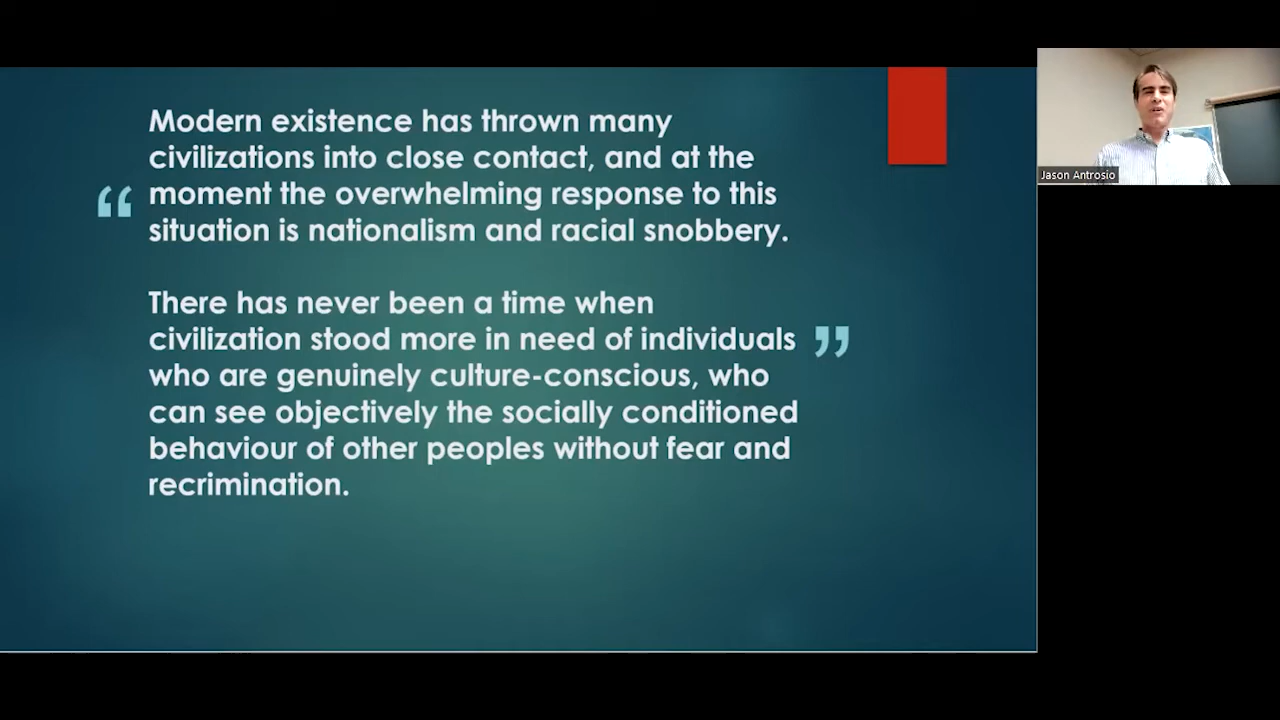 Modern existence has thrown many
civilizations into close contact, and at the
“ moment the overwhelming response to this
situation is nationalism and racial snobbery.
There has never been a time when
civilization stood more in need of individuals ”
who are genuinely culture-conscious, who
can see objectively the socially conditioned
behaviour of other peoples without fear and
recrimination.
Jason Antrosio